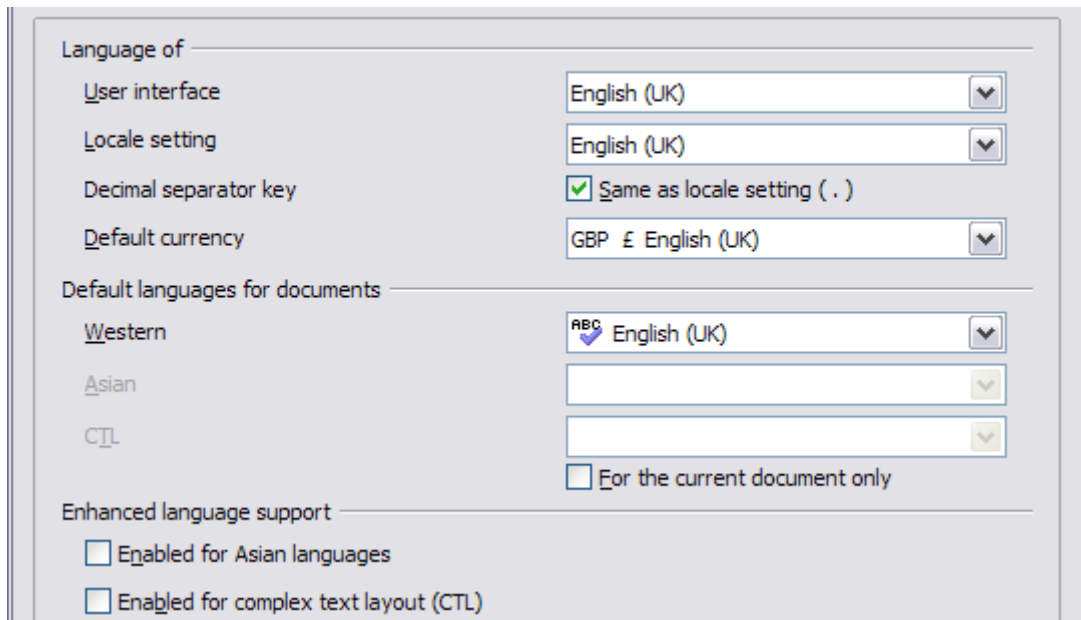 Language of
User interface English (UK)
Locale setting English (UK)
Decimal separator key Same as locale setting ( . )
Default currency GBP £ English (UK)
Default languages for documents
Western ABC English (UK)
Asian
CTL
For the current document only
Enhanced language support
Enabled for Asian languages
Enabled for complex text layout (CTL)